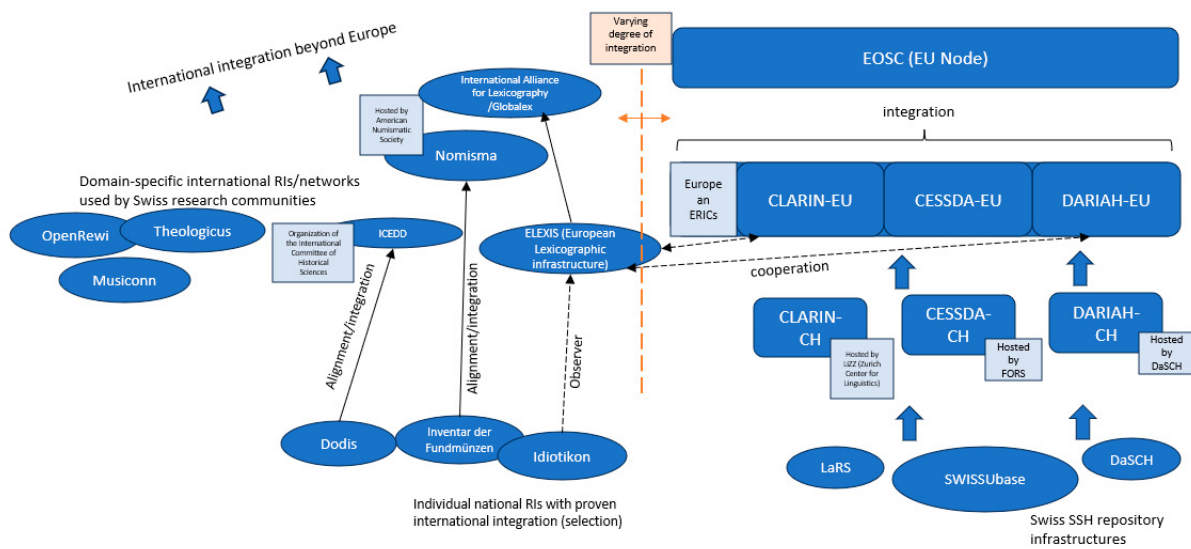 International integration beyond Europe
Varying
degree of
integration
EOSC (EU Node)
integration
International Alliance
for Lexicography
/Globalex
Hosted by
American
Numismatic
Society
Nomisma
Domain-specific international RIs/networks
used by Swiss research communities
OpenRewi
Theologicus
Musiconn
Organization of
the International
Committee of
Historical
Sciences
ICEDD
ELEXIS (European
Lexicographic
infrastructure)
Europe
an
ERICs
CLARIN-EU
CESSDA-EU
DARIAH-EU
cooperation
CLARIN-
CH
Hosted by
LiZZ (Zurich
Center for
Linguistics)
CESSDA-
CH
Hosted
by
FORS
DARIAH-
CH
Hosted
by
DaSCH
Alignment/integration
Alignment/integration
Observer
Dodis
Inventar der
Fundmünzen
Idiotikon
LaRS
SWISSUbase
DaSCH
Individual national RIs with proven
international integration (selection)
Swiss SSH repository
infrastructures